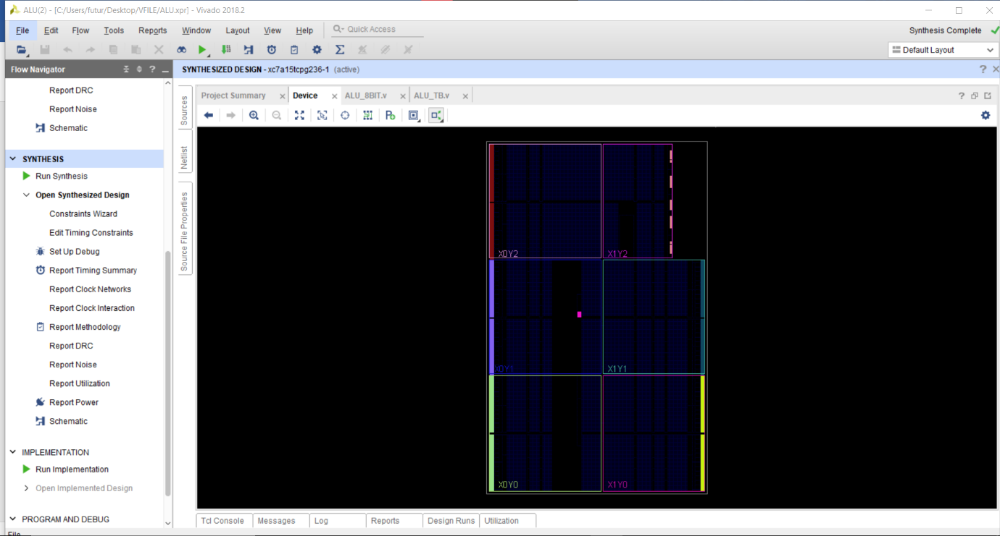 ALU(2) - [C:/Users/futur/Desktop/VFILE/ALU.xpr] - Vivado 2018.2
File Edit Flow Tools Reports Window Layout View Help Quick Access Synthesis Complete
Default Layout
Flow Navigator
SYNTHESIZED DESIGN - xc7a15tcpg236-1 (active)
Report DRC
Report Noise
Schematic
SYNTHESIS
Run Synthesis
Open Synthesized Design
Constraints Wizard
Edit Timing Constraints
Set Up Debug
Report Timing Summary
Report Clock Networks
Report Clock Interaction
Report Methodology
Report DRC
Report Noise
Report Utilization
Report Power
Schematic
IMPLEMENTATION
Run Implementation
Open Implemented Design
PROGRAM AND DEBUG
File
Sources
Netlist
Source File Properties
Project Summary Device ALU_8BIT.v ALU_TB.v
X0Y2 X1Y2
X0Y1 X1Y1
X0Y0 X1Y0
Tcl Console Messages Log Reports Design Runs Utilization